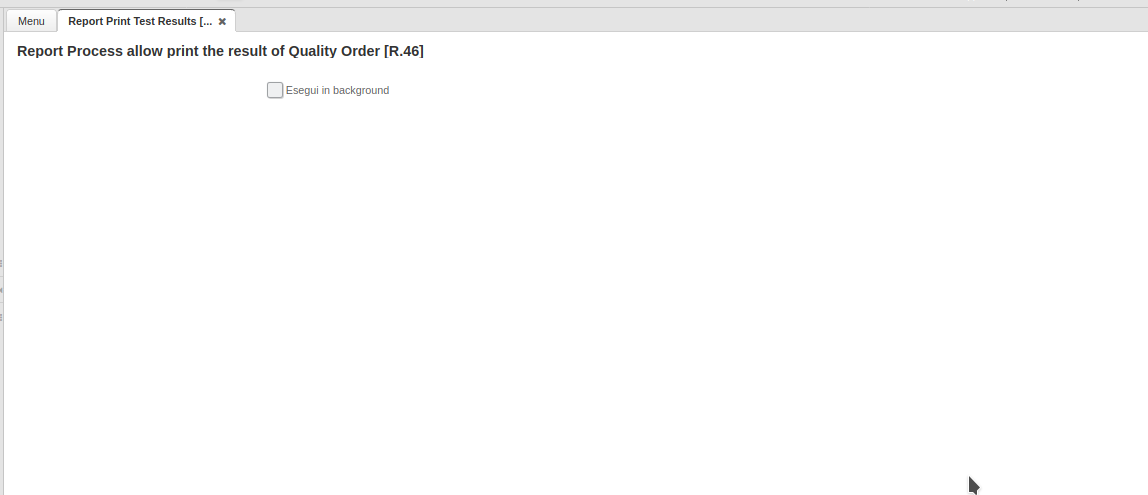 Menu
Report Print Test Results [...
Report Process allow print the result of Quality Order [R.46]
Esegui in background